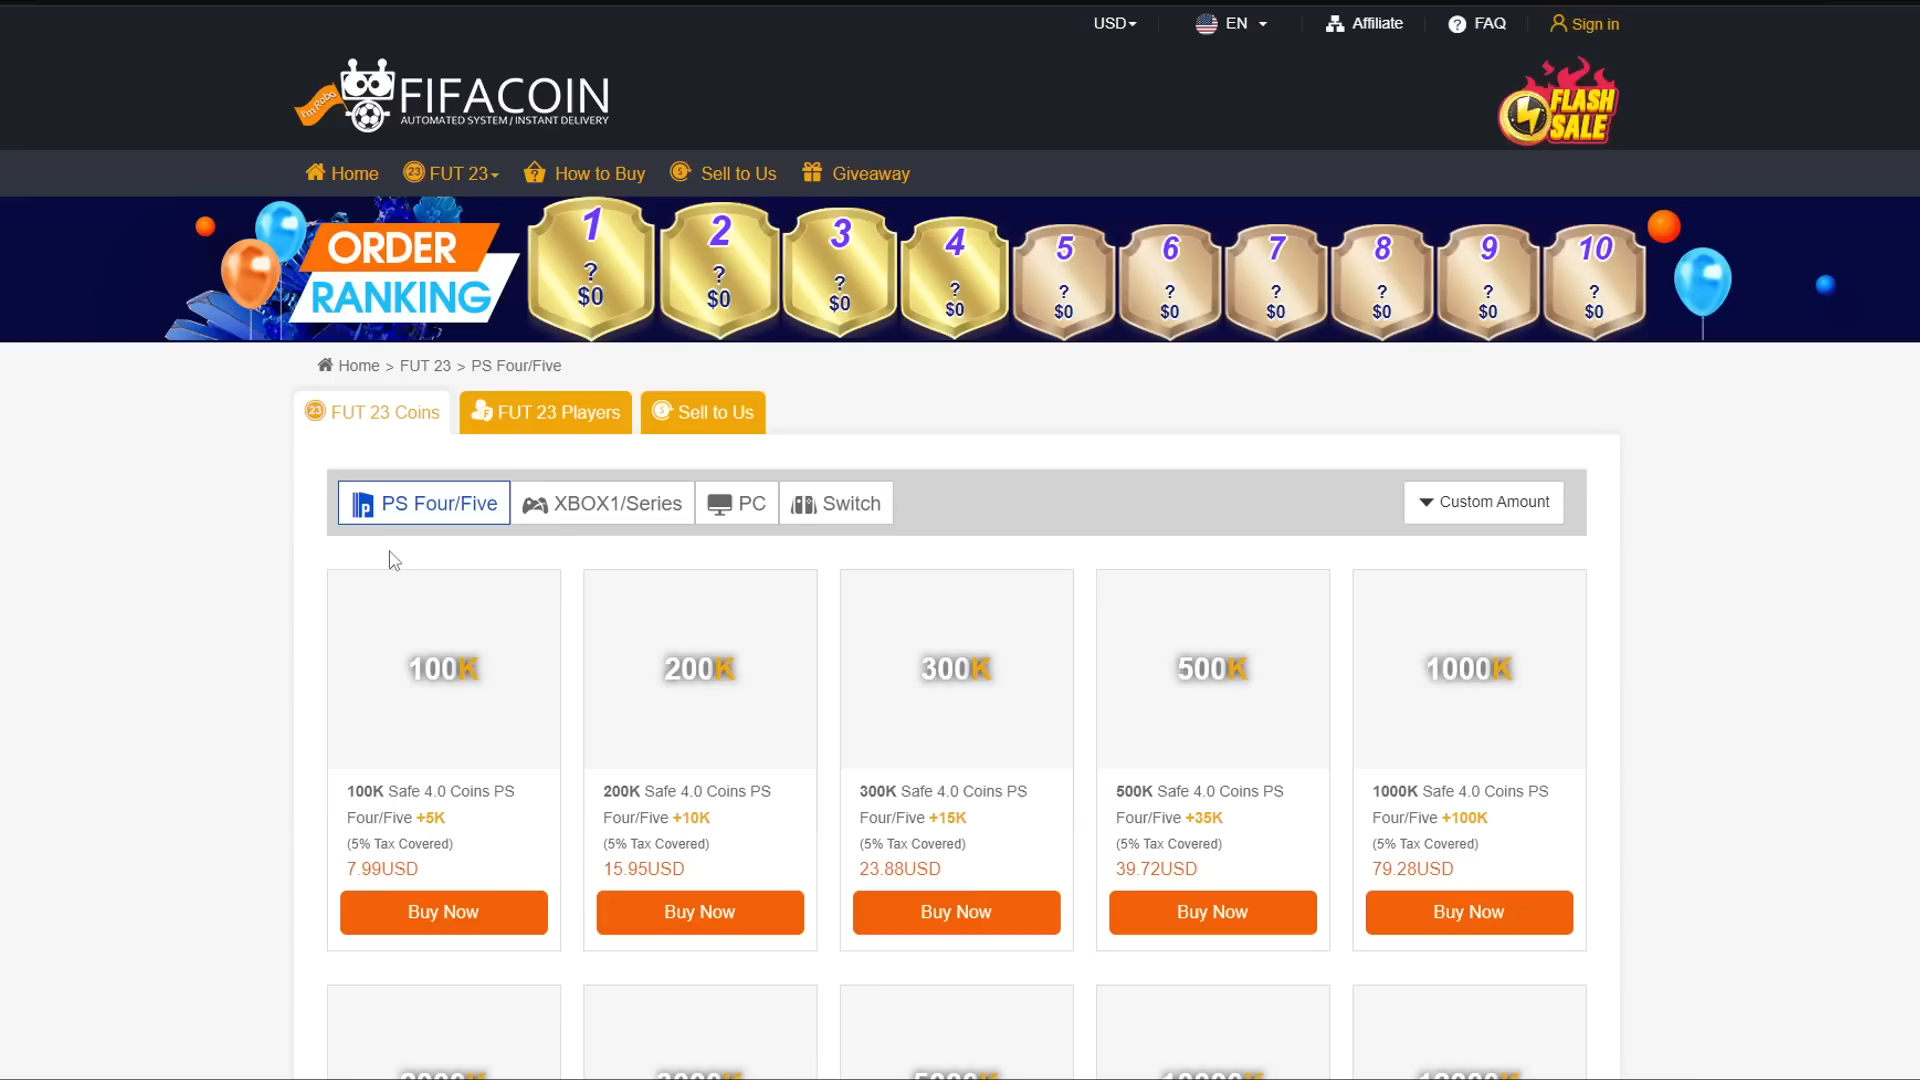 USD
EN
Affiliate
? FAQ
Sign in
I'm Robo
FIFACOIN
AUTOMATED SYSTEM / INSTANT DELIVERY
FLASH
SALE
Home
23 FUT 23
? How to Buy
$ Sell to Us
Giveaway
ORDER
RANKING
1
?
$0
2
?
$0
3
?
$0
4
?
$0
5
?
$0
6
?
$0
7
?
$0
8
?
$0
9
?
$0
10
?
$0
Home > FUT 23 > PS Four/Five
23 FUT 23 Coins
F FUT 23 Players
$ Sell to Us
PS Four/Five
XBOX1/Series
PC
Switch
Custom Amount
100K
200K
300K
500K
1000K
100K Safe 4.0 Coins PS
Four/Five +5K
(5% Tax Covered)
7.99USD
Buy Now
200K Safe 4.0 Coins PS
Four/Five +10K
(5% Tax Covered)
15.95USD
Buy Now
300K Safe 4.0 Coins PS
Four/Five +15K
(5% Tax Covered)
23.88USD
Buy Now
500K Safe 4.0 Coins PS
Four/Five +35K
(5% Tax Covered)
39.72USD
Buy Now
1000K Safe 4.0 Coins PS
Four/Five +100K
(5% Tax Covered)
79.28USD
Buy Now